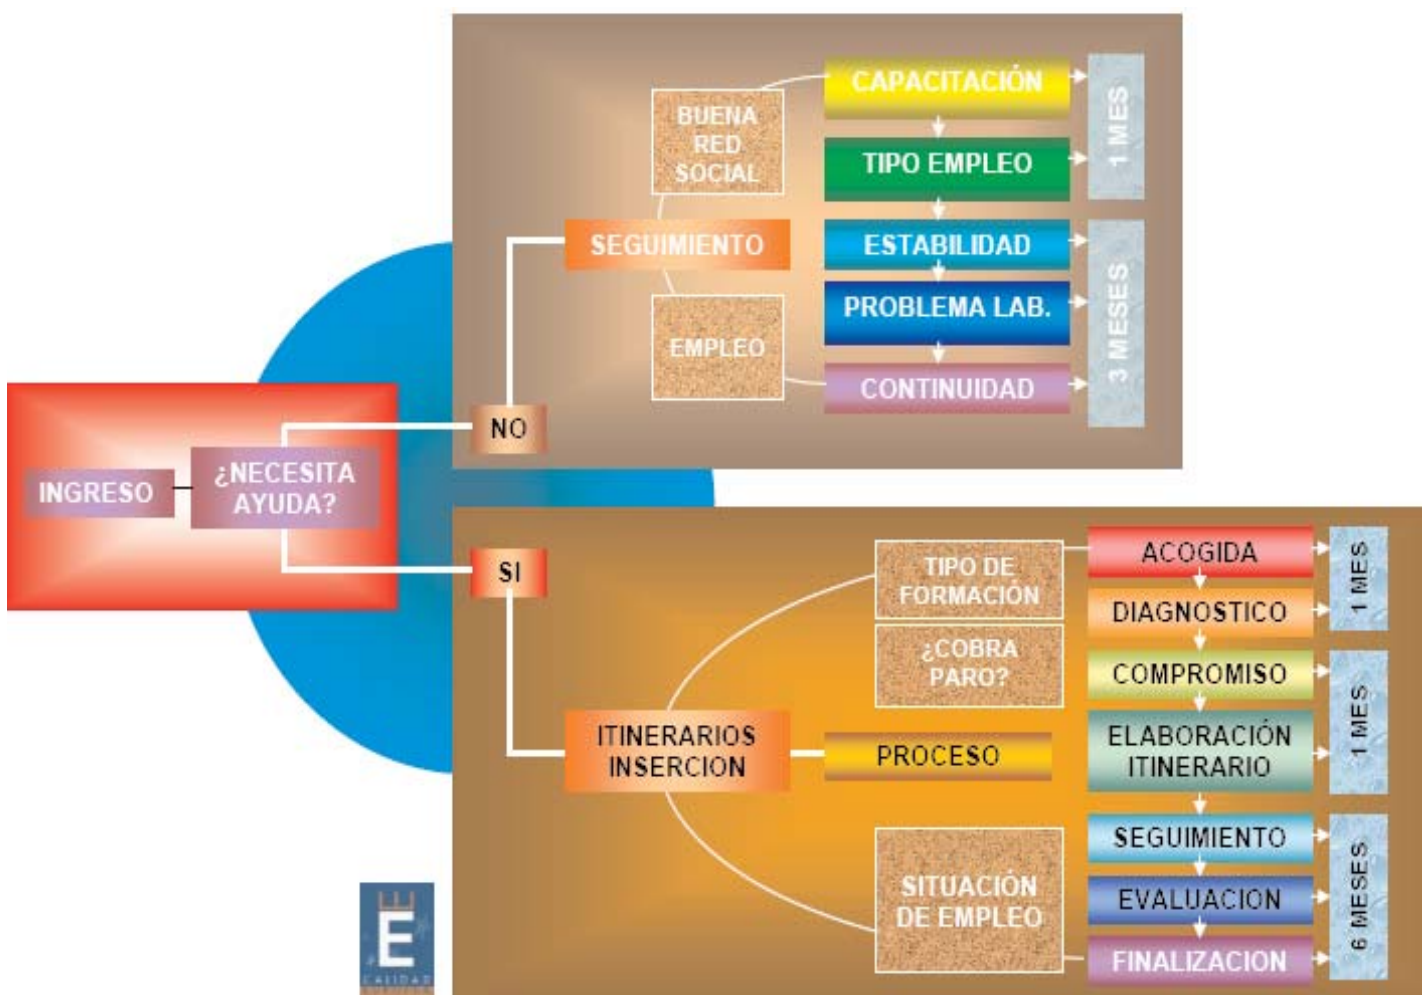 INGRESO
¿NECESITA
AYUDA?
NO
SEGUIMIENTO
BUENA
RED
SOCIAL
EMPLEO
CAPACITACIÓN
TIPO EMPLEO
ESTABILIDAD
PROBLEMA LAB.
CONTINUIDAD
1 MES
3 MESES
SI
ITINERARIOS
INSERCION
TIPO DE
FORMACIÓN
¿COBRA
PARO?
PROCESO
SITUACIÓN
DE EMPLEO
ACOGIDA
DIAGNOSTICO
COMPROMISO
ELABORACIÓN
ITINERARIO
SEGUIMIENTO
EVALUACION
FINALIZACION
1 MES
1 MES
6 MESES
E
CALIDAD